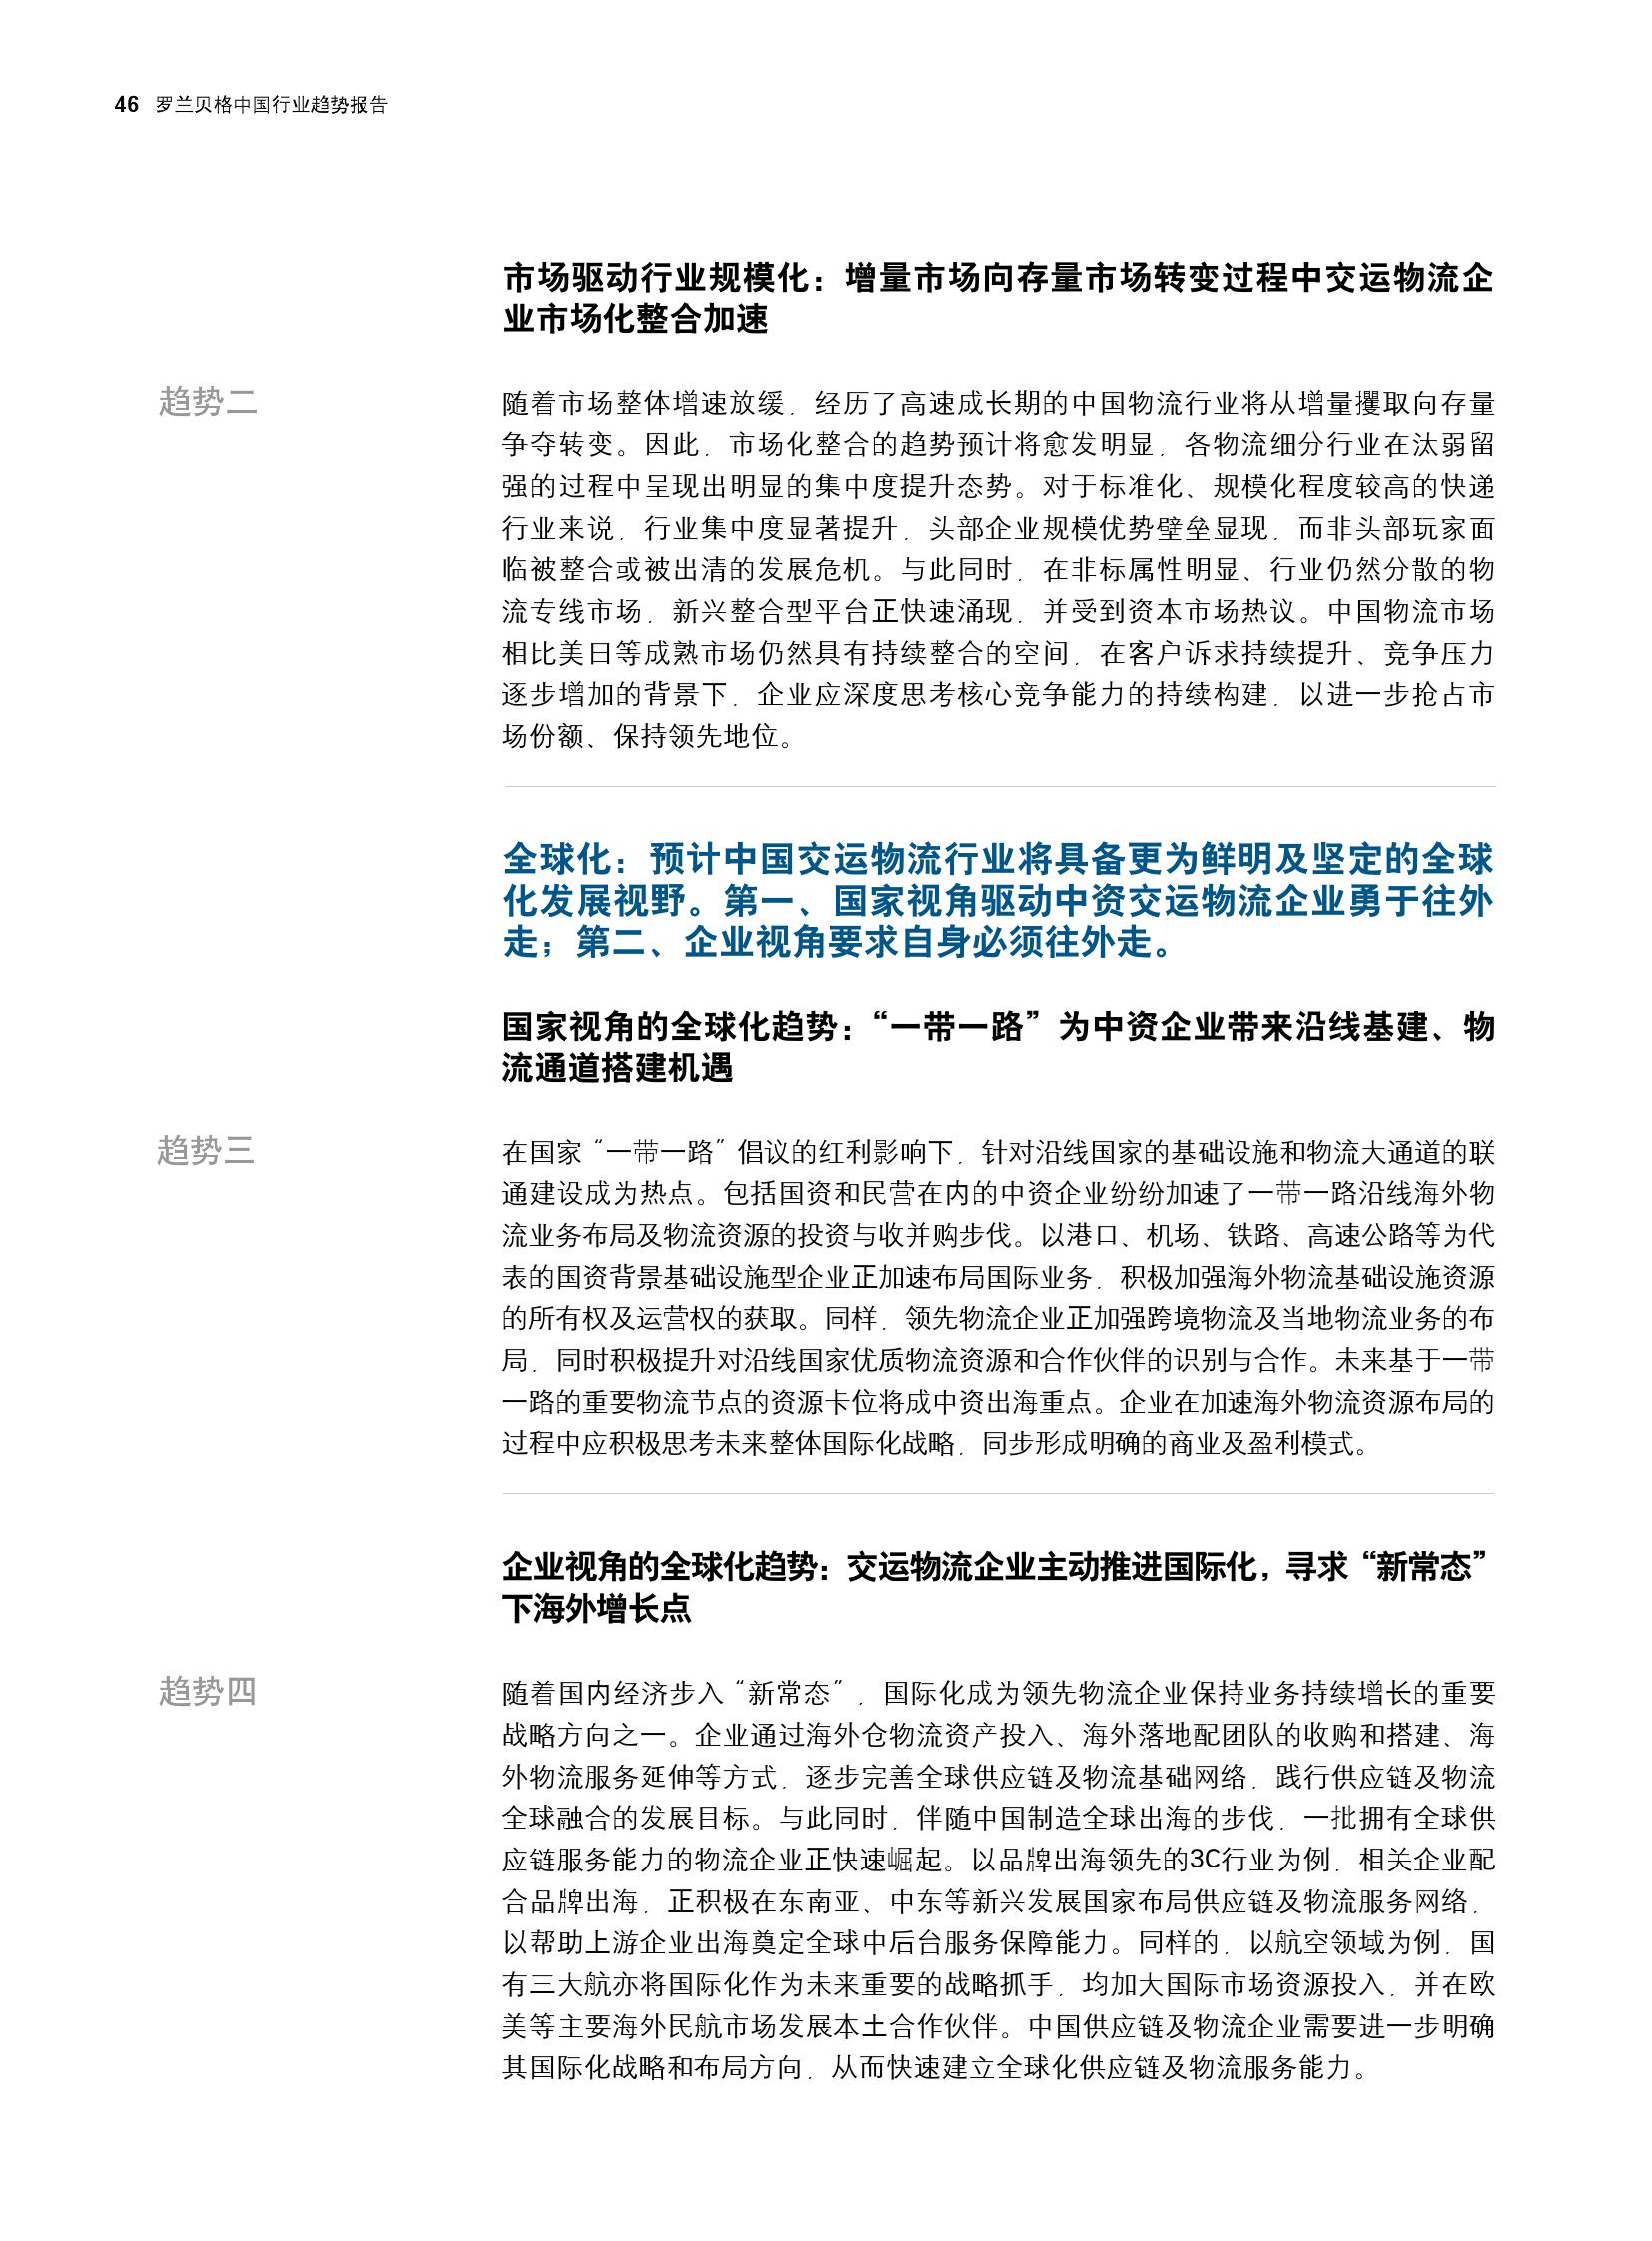 46 罗兰贝格中国行业趋势报告
市场驱动行业规模化：增量市场向存量市场转变过程中交运物流企
业市场化整合加速
趋势二
随着市场整体增速放缓，经历了高速成长期的中国物流行业将从增量攫取向存量
争夺转变。因此，市场化整合的趋势预计将愈发明显，各物流细分行业在汰弱留
强的过程中呈现出明显的集中度提升态势。对于标准化、规模化程度较高的快递
行业来说，行业集中度显著提升，头部企业规模优势壁垒显现，而非头部玩家面
临被整合或被出清的发展危机。与此同时，在非标属性明显、行业仍然分散的物
流专线市场，新兴整合型平台正快速涌现，并受到资本市场热议。中国物流市场
相比美日等成熟市场仍然具有持续整合的空间，在客户诉求持续提升、竞争压力
逐步增加的背景下，企业应深度思考核心竞争能力的持续构建，以进一步抢占市
场份额、保持领先地位。
全球化：预计中国交运物流行业将具备更为鲜明及坚定的全球
化发展视野。第一、国家视角驱动中资交运物流企业勇于往外
走；第二、企业视角要求自身必须往外走。
国家视角的全球化趋势：“一带一路”为中资企业带来沿线基建、物
流通道搭建机遇
趋势三
在国家“一带一路”倡议的红利影响下，针对沿线国家的基础设施和物流大通道的联
通建设成为热点。包括国资和民营在内的中资企业纷纷加速了一带一路沿线海外物
流业务布局及物流资源的投资与收并购步伐。以港口、机场、铁路、高速公路等为代
表的国资背景基础设施型企业正加速布局国际业务，积极加强海外物流基础设施资源
的所有权及运营权的获取。同样，领先物流企业正加强跨境物流及当地物流业务的布
局，同时积极提升对沿线国家优质物流资源和合作伙伴的识别与合作。未来基于一带
一路的重要物流节点的资源卡位将成中资出海重点。企业在加速海外物流资源布局的
过程中应积极思考未来整体国际化战略，同步形成明确的商业及盈利模式。
企业视角的全球化趋势：交运物流企业主动推进国际化，寻求“新常态”
下海外增长点
趋势四
随着国内经济步入“新常态”，国际化成为领先物流企业保持业务持续增长的重要
战略方向之一。企业通过海外仓物流资产投入、海外落地配团队的收购和搭建、海
外物流服务延伸等方式，逐步完善全球供应链及物流基础网络，践行供应链及物流
全球融合的发展目标。与此同时，伴随中国制造全球出海的步伐，一批拥有全球供
应链服务能力的物流企业正快速崛起。以品牌出海领先的3C行业为例，相关企业配
合品牌出海，正积极在东南亚、中东等新兴发展国家布局供应链及物流服务网络，
以帮助上游企业出海奠定全球中后台服务保障能力。同样的，以航空领域为例，国
有三大航亦将国际化作为未来重要的战略抓手，均加大国际市场资源投入，并在欧
美等主要海外民航市场发展本土合作伙伴。中国供应链及物流企业需要进一步明确
其国际化战略和布局方向，从而快速建立全球化供应链及物流服务能力。